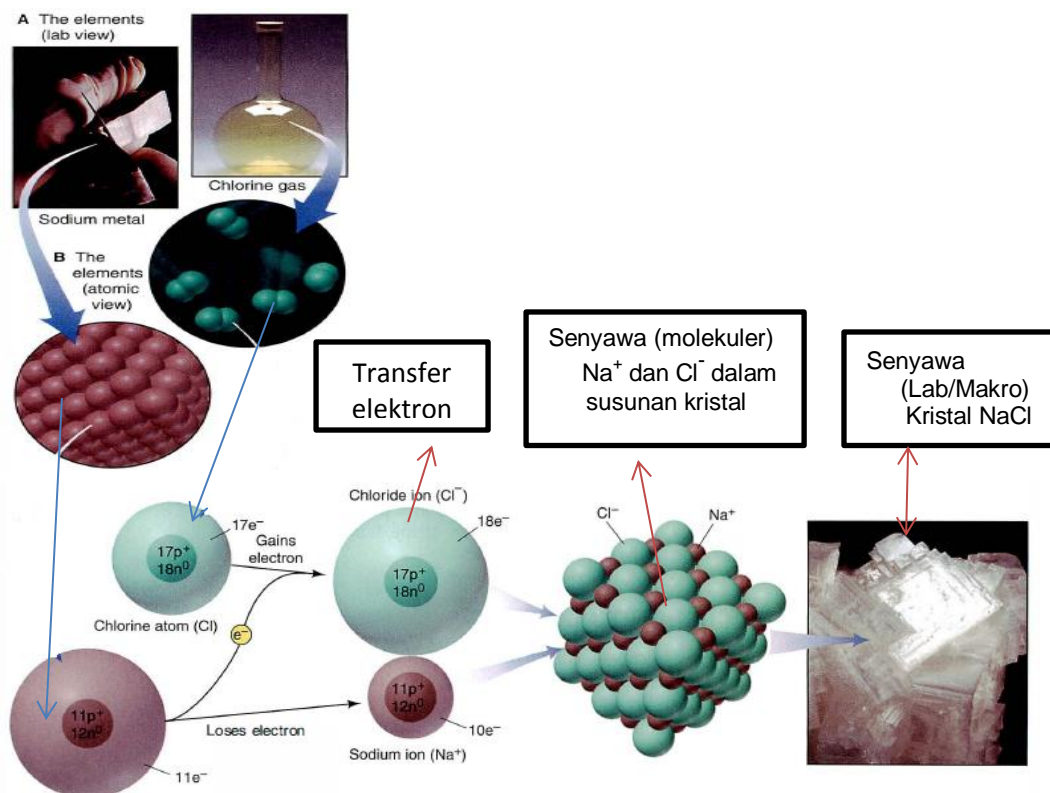 A The elements
(lab view)
Sodium metal
Chlorine gas
B The
elements
(atomic
view)
Transfer
elektron
Senyawa (molekuler)
Na⁺ dan Cl⁻ dalam
susunan kristal
Senyawa
(Lab/Makro)
Kristal NaCl
17e⁻
17p⁺
18n⁰
Chlorine atom (Cl)
Gains
electron
e⁻
Chloride ion (Cl⁻)
18e⁻
17p⁺
18n⁰
Cl⁻
Na⁺
11p⁺
12n⁰
11e⁻
Loses electron
11p⁺
12n⁰
10e⁻
Sodium ion (Na⁺)